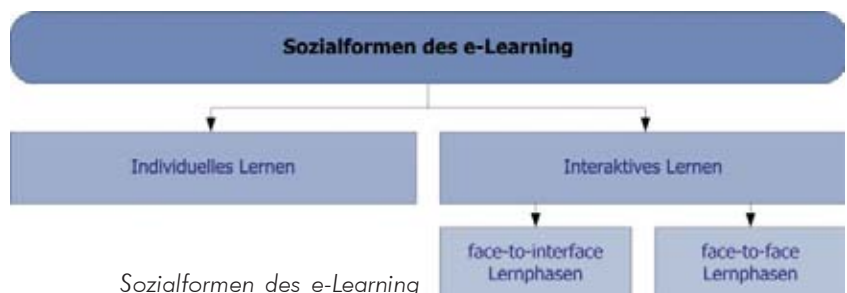 Sozialformen des e-Learning
Individuelles Lernen
Interaktives Lernen
face-to-interface
Lernphasen
face-to-face
Lernphasen
Sozialformen des e-Learning